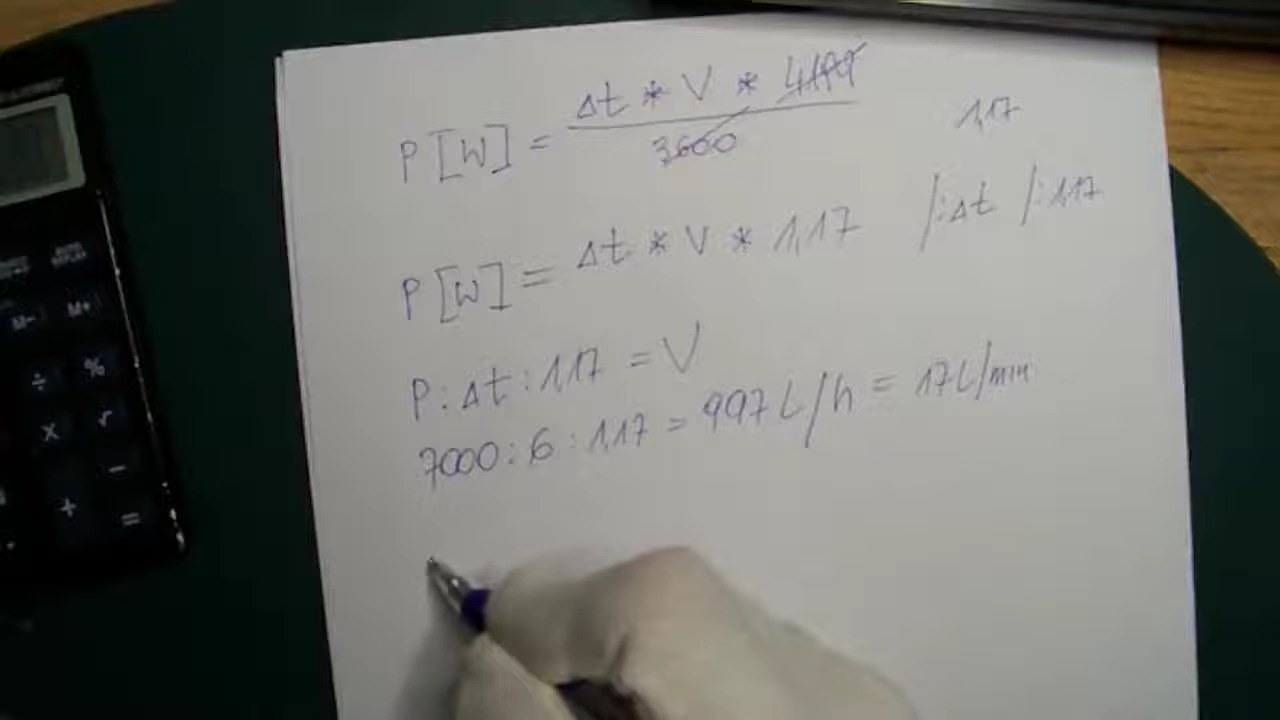 P [W] = Δt * V * 4199
3600
1,17
P [W] = Δt * V * 1,17 /:Δt /:1,17
P : Δt : 1,17 = V
7000 : 6 : 1,17 = 997 L/h = 17 L/min
M- M+
÷ %
X √
−
+ =